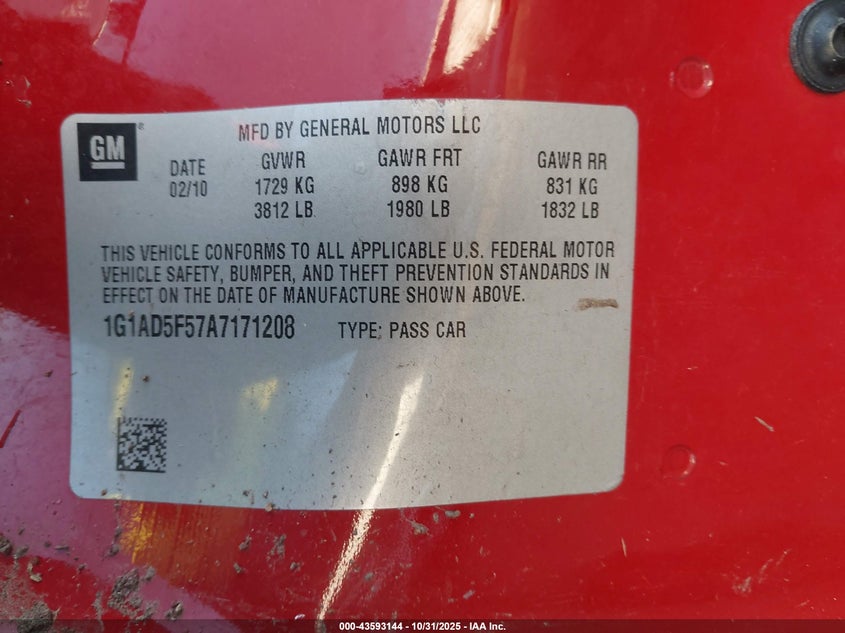 GM®
MFD BY GENERAL MOTORS LLC
DATE GVWR GAWR FRT GAWR RR
02/10 1729 KG 898 KG 831 KG
3812 LB 1980 LB 1832 LB
THIS VEHICLE CONFORMS TO ALL APPLICABLE U.S. FEDERAL MOTOR
VEHICLE SAFETY, BUMPER, AND THEFT PREVENTION STANDARDS IN
EFFECT ON THE DATE OF MANUFACTURE SHOWN ABOVE.
1G1AD5F57A7171208 TYPE: PASS CAR
000-43593144 - 10/31/2025 - IAA Inc.